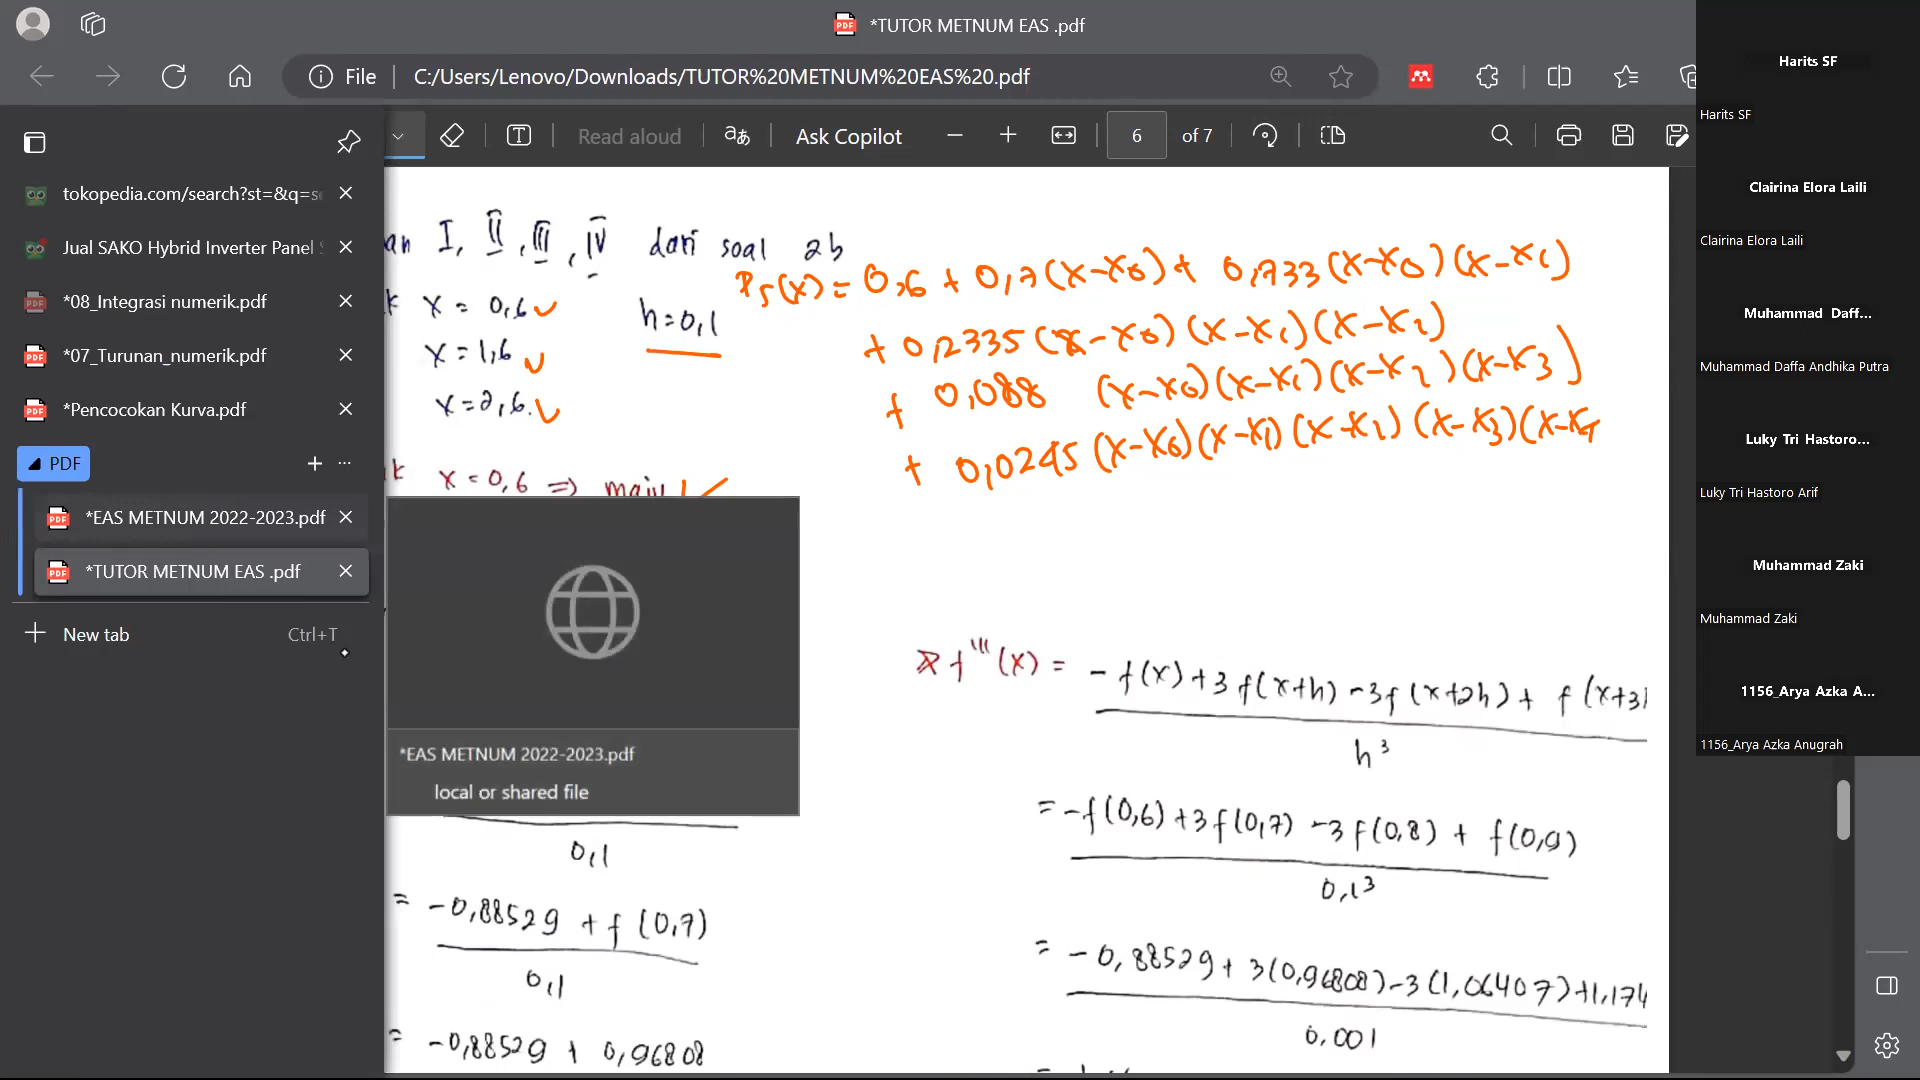 *TUTOR METNUM EAS .pdf
File
C:/Users/Lenovo/Downloads/TUTOR%20METNUM%20EAS%20.pdf
Read aloud
aあ
Ask Copilot
6
of 7
tokopedia.com/search?st=&q=s
Jual SAKO Hybrid Inverter Panel
*08_Integrasi numerik.pdf
*07_Turunan_numerik.pdf
*Pencocokan Kurva.pdf
PDF
*EAS METNUM 2022-2023.pdf
*TUTOR METNUM EAS .pdf
New tab
Ctrl+T
an I, II, III, IV dari soal 2b
k x = 0,6
x = 1,6
x = 2,6.
h = 0,1
k x = 0,6 => maju
P5(x) = 0,6 + 0,7(x-x0) + 0,733(x-x0)(x-x1)
+ 0,2335(x-x0)(x-x1)(x-x2)
+ 0,088 (x-x0)(x-x1)(x-x2)(x-x3)
+ 0,0245(x-x0)(x-x1)(x-x2)(x-x3)(x-x4
*EAS METNUM 2022-2023.pdf
local or shared file
0,1
= -0,88529 + f(0,7)
0,1
= -0,88529 + 0,96808
f'''(x) = -f(x)+3f(x+h)-3f(x+2h)+ f(x+3
h³
= -f(0,6)+3f(0,7)-3f(0,8)+ f(0,9)
0,1³
= -0,88529+3(0,96808)-3(1,06407)+1,174
0.001
=
Harits SF
Harits SF
Clairina Elora Laili
Clairina Elora Laili
Muhammad Daff...
Muhammad Daffa Andhika Putra
Luky Tri Hastoro...
Luky Tri Hastoro Arif
Muhammad Zaki
Muhammad Zaki
1156_Arya Azka A...
1156_Arya Azka Anugrah